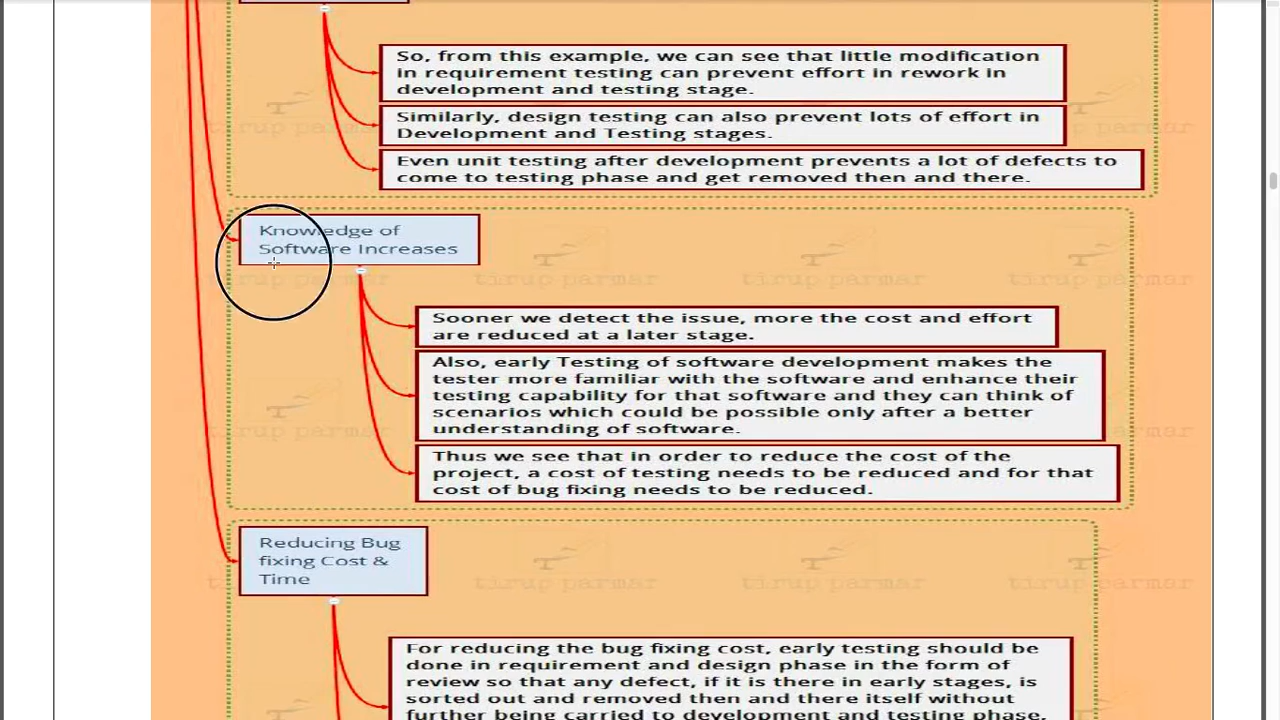 So, from this example, we can see that little modification
in requirement testing can prevent effort in rework in
development and testing stage.
Similarly, design testing can also prevent lots of effort in
Development and Testing stages.
Even unit testing after development prevents a lot of defects to
come to testing phase and get removed then and there.
Knowledge of
Software Increases
Sooner we detect the issue, more the cost and effort
are reduced at a later stage.
Also, early Testing of software development makes the
tester more familiar with the software and enhance their
testing capability for that software and they can think of
scenarios which could be possible only after a better
understanding of software.
Thus we see that in order to reduce the cost of the
project, a cost of testing needs to be reduced and for that
cost of bug fixing needs to be reduced.
Reducing Bug
fixing Cost &
Time
For reducing the bug fixing cost, early testing should be
done in requirement and design phase in the form of
review so that any defect, if it is there in early stages, is
sorted out and removed then and there itself without
further being carried to development and testing phase.
tirup parmar